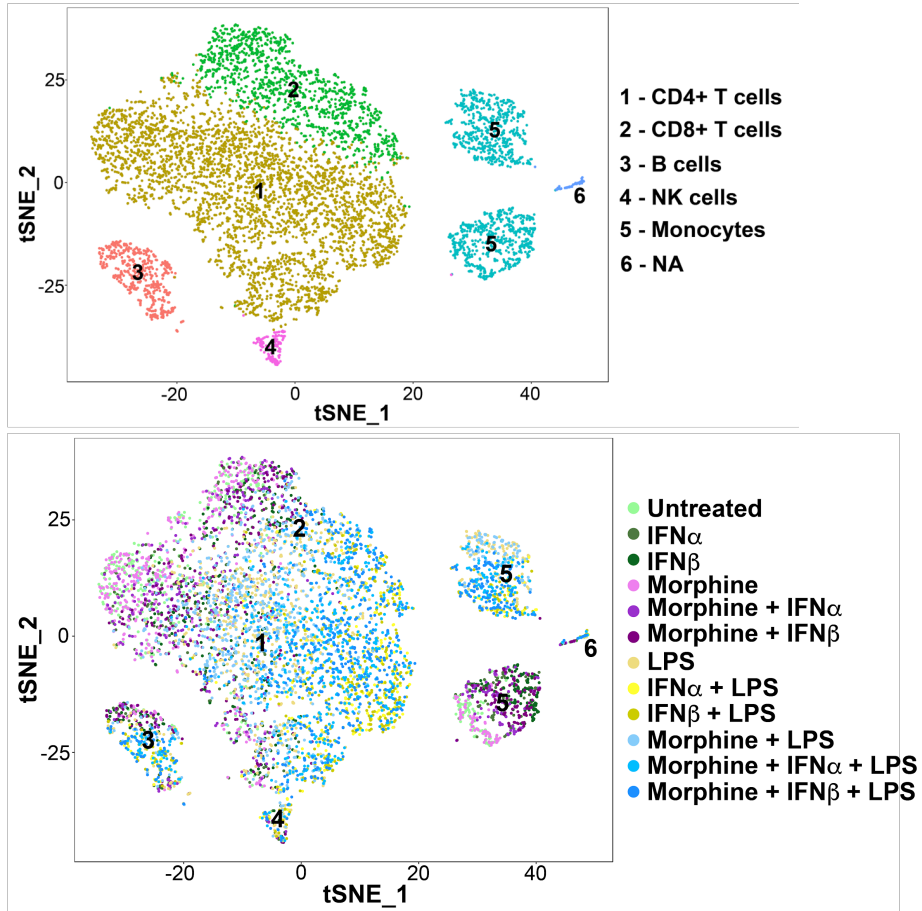 25
2
5
1 - CD4+ T cells
2 - CD8+ T cells
3 - B cells
4 - NK cells
5 - Monocytes
6 - NA
tSNE_2
0
1
6
5
-25
3
4
-20
0
20
40
tSNE_1
25
2
5
Untreated
IFNα
IFNβ
Morphine
Morphine + IFNα
Morphine + IFNβ
LPS
IFNα + LPS
IFNβ + LPS
Morphine + LPS
Morphine + IFNα + LPS
Morphine + IFNβ + LPS
tSNE_2
0
1
6
5
-25
3
4
-20
0
20
40
tSNE_1